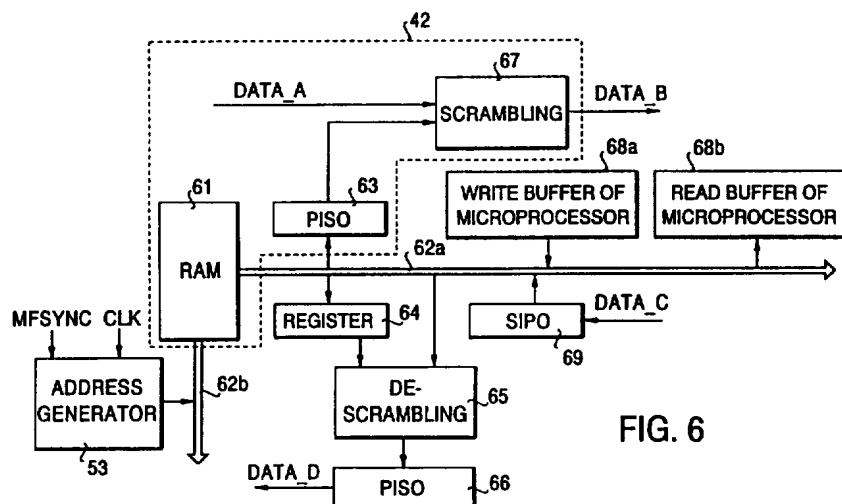 42
67
DATA_A
SCRAMBLING
DATA_B
68a
68b
61
63
WRITE BUFFER OF
MICROPROCESSOR
READ BUFFER OF
MICROPROCESSOR
PISO
RAM
62a
MFSYNC CLK
REGISTER
64
SIPO
DATA_C
69
ADDRESS
GENERATOR
62b
DE-
SCRAMBLING
65
53
FIG. 6
DATA_D
PISO
66